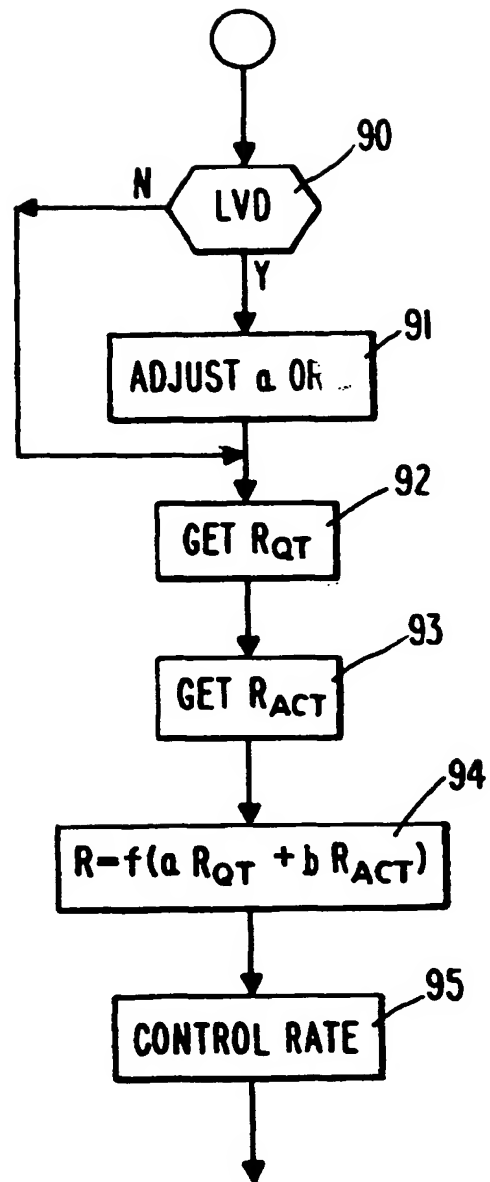 90
N
LVD
Y
91
ADJUST a OR
92
GET R_QT
93
GET R_ACT
94
R=f(a R_QT + b R_ACT)
95
CONTROL RATE